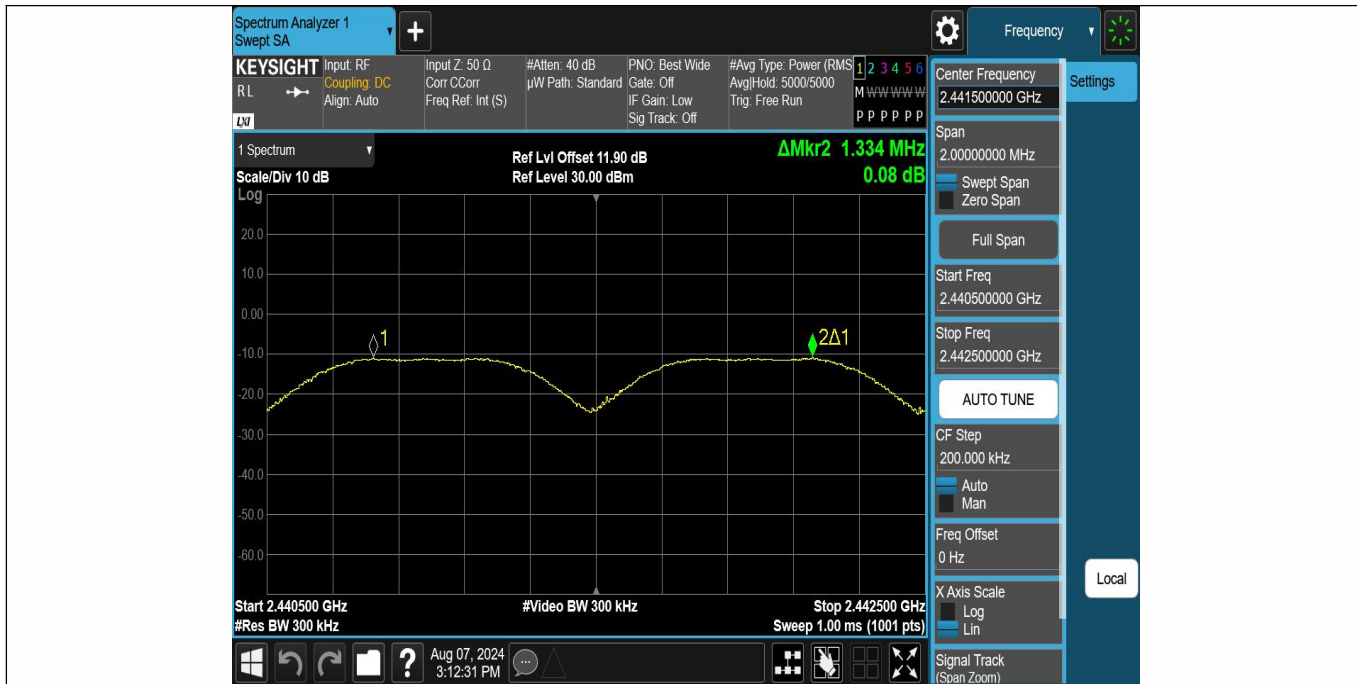 Spectrum Analyzer 1
Swept SA
+
Frequency
KEYSIGHT
RL
LXI
Input: RF
Coupling: DC
Align: Auto
Input Z: 50 Ω
Corr CCorr
Freq Ref: Int (S)
#Atten: 40 dB
µW Path: Standard
PNO: Best Wide
Gate: Off
IF Gain: Low
Sig Track: Off
#Avg Type: Power (RMS
Avg|Hold: 5000/5000
Trig: Free Run
1 2 3 4 5 6
M W W W W W
P P P P P P
1 Spectrum
Scale/Div 10 dB
Ref Lvl Offset 11.90 dB
Ref Level 30.00 dBm
ΔMkr2 1.334 MHz
0.08 dB
Log
20.0
10.0
0.00
-10.0
-20.0
-30.0
-40.0
-50.0
-60.0
1
2Δ1
Start 2.440500 GHz
#Res BW 300 kHz
#Video BW 300 kHz
Stop 2.442500 GHz
Sweep 1.00 ms (1001 pts)
Center Frequency
2.441500000 GHz
Settings
Span
2.00000000 MHz
Swept Span
Zero Span
Full Span
Start Freq
2.440500000 GHz
Stop Freq
2.442500000 GHz
AUTO TUNE
CF Step
200.000 kHz
Auto
Man
Freq Offset
0 Hz
X Axis Scale
Log
Lin
Local
Signal Track
(Span Zoom)
?
Aug 07, 2024
3:12:31 PM